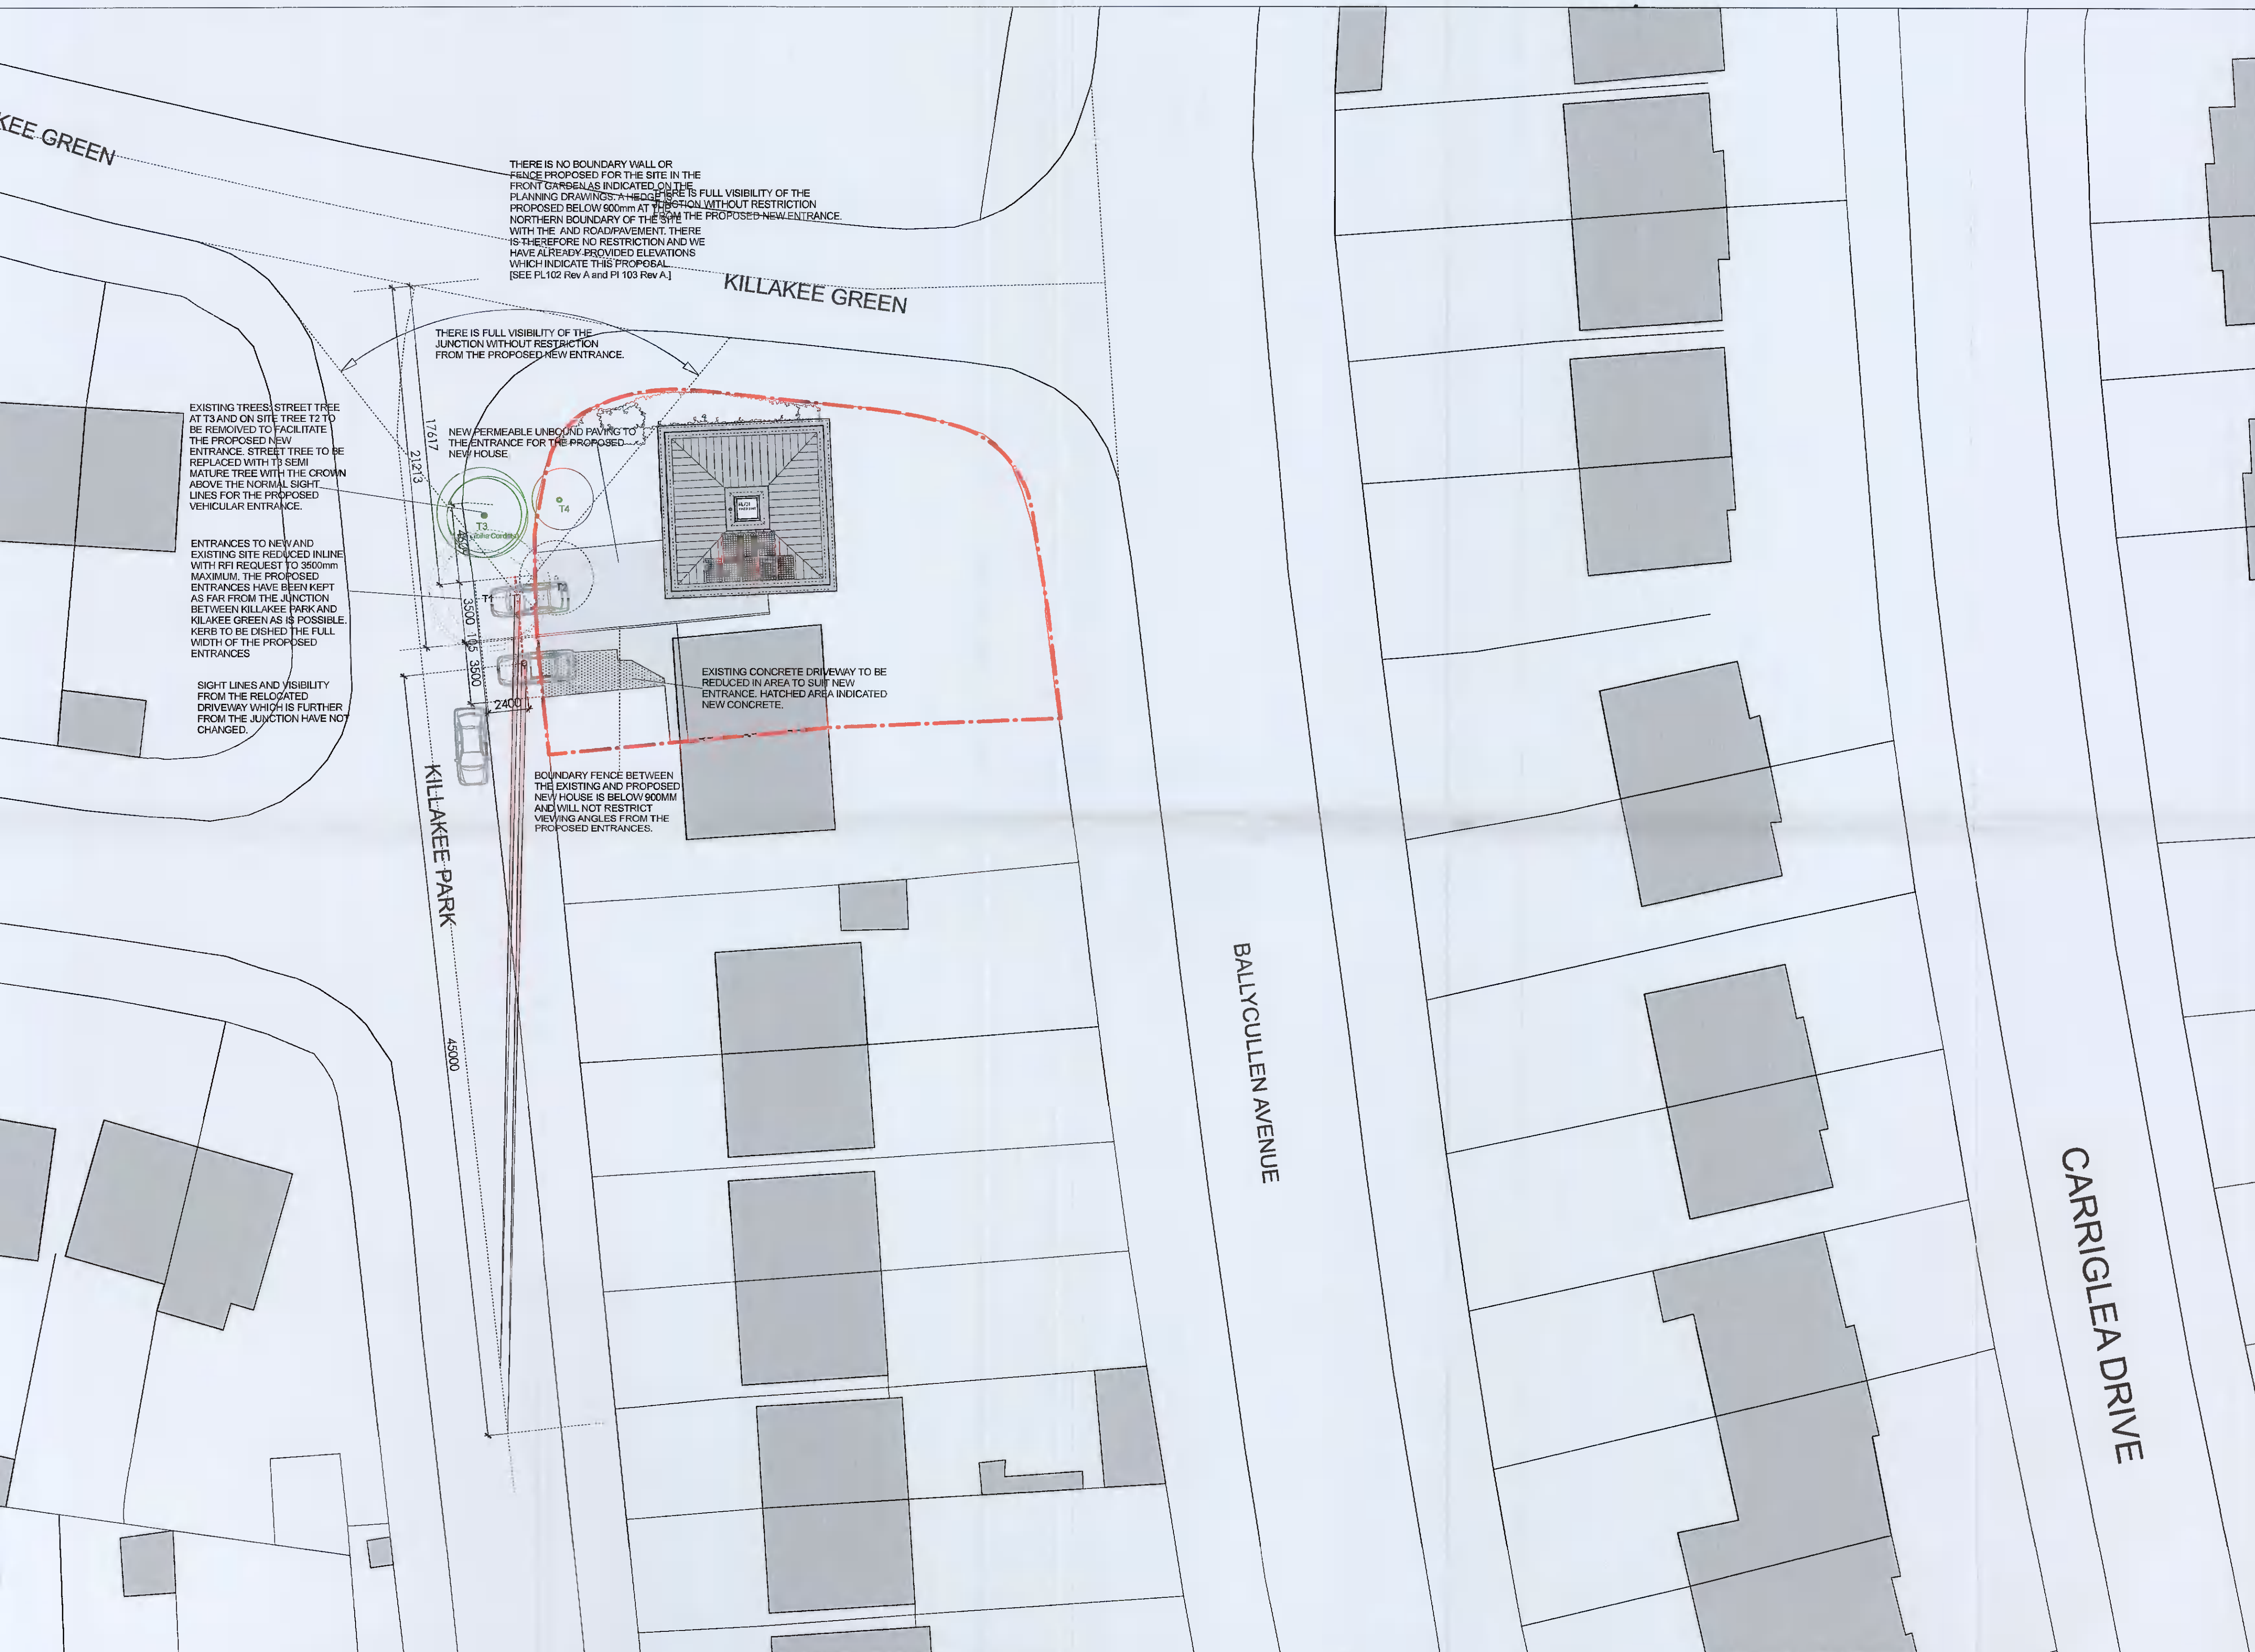 KEE GREEN
THERE IS NO BOUNDARY WALL OR
FENCE PROPOSED FOR THE SITE IN THE
FRONT GARDEN AS INDICATED ON THE
PLANNING DRAWINGS. A HEDGE IS
PROPOSED BELOW 900mm AT THE
NORTHERN BOUNDARY OF THE SITE
WITH THE AND ROAD/PAVEMENT. THERE
IS THEREFORE NO RESTRICTION AND WE
HAVE ALREADY PROVIDED ELEVATIONS
WHICH INDICATE THIS PROPOSAL.
[SEE PL102 Rev A and Pl 103 Rev A.]
THERE IS FULL VISIBILITY OF THE
JUNCTION WITHOUT RESTRICTION
FROM THE PROPOSED NEW ENTRANCE.
KILLAKEE GREEN
THERE IS FULL VISIBILITY OF THE
JUNCTION WITHOUT RESTRICTION
FROM THE PROPOSED NEW ENTRANCE.
EXISTING TREES: STREET TREE
AT T3 AND ON SITE TREE T2 TO
BE REMOIVED TO FACILITATE
THE PROPOSED NEW
ENTRANCE. STREET TREE TO BE
REPLACED WITH T3 SEMI
MATURE TREE WITH THE CROWN
ABOVE THE NORMAL SIGHT
LINES FOR THE PROPOSED
VEHICULAR ENTRANCE.
NEW PERMEABLE UNBOUND PAVING TO
THE ENTRANCE FOR THE PROPOSED
NEW HOUSE
17617
21213
T3
T4
ENTRANCES TO NEW AND
EXISTING SITE REDUCED INLINE
WITH RFI REQUEST TO 3500mm
MAXIMUM. THE PROPOSED
ENTRANCES HAVE BEEN KEPT
AS FAR FROM THE JUNCTION
BETWEEN KILLAKEE PARK AND
KILAKEE GREEN AS IS POSSIBLE.
KERB TO BE DISHED THE FULL
WIDTH OF THE PROPOSED
ENTRANCES
T1
3500
3500
2400
SIGHT LINES AND VISIBILITY
FROM THE RELOCATED
DRIVEWAY WHICH IS FURTHER
FROM THE JUNCTION HAVE NOT
CHANGED.
EXISTING CONCRETE DRIVEWAY TO BE
REDUCED IN AREA TO SUIT NEW
ENTRANCE. HATCHED AREA INDICATED
NEW CONCRETE.
BOUNDARY FENCE BETWEEN
THE EXISTING AND PROPOSED
NEW HOUSE IS BELOW 900MM
AND WILL NOT RESTRICT
VIEWING ANGLES FROM THE
PROPOSED ENTRANCES.
KILLAKEE PARK
45000
BALLYCULLEN AVENUE
CARRIGLEA DRIVE